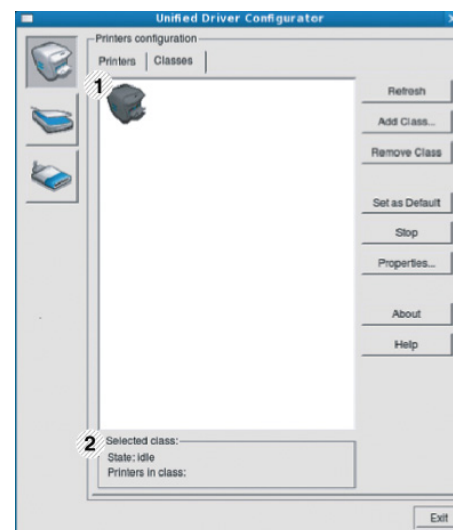 Unified Driver Configurator
Printers configuration
Printers Classes
1
Refresh
Add Class...
Remove Class
Set as Default
Stop
Properties...
About
Help
2 Selected class:
State: idle
Printers in class:
Exit